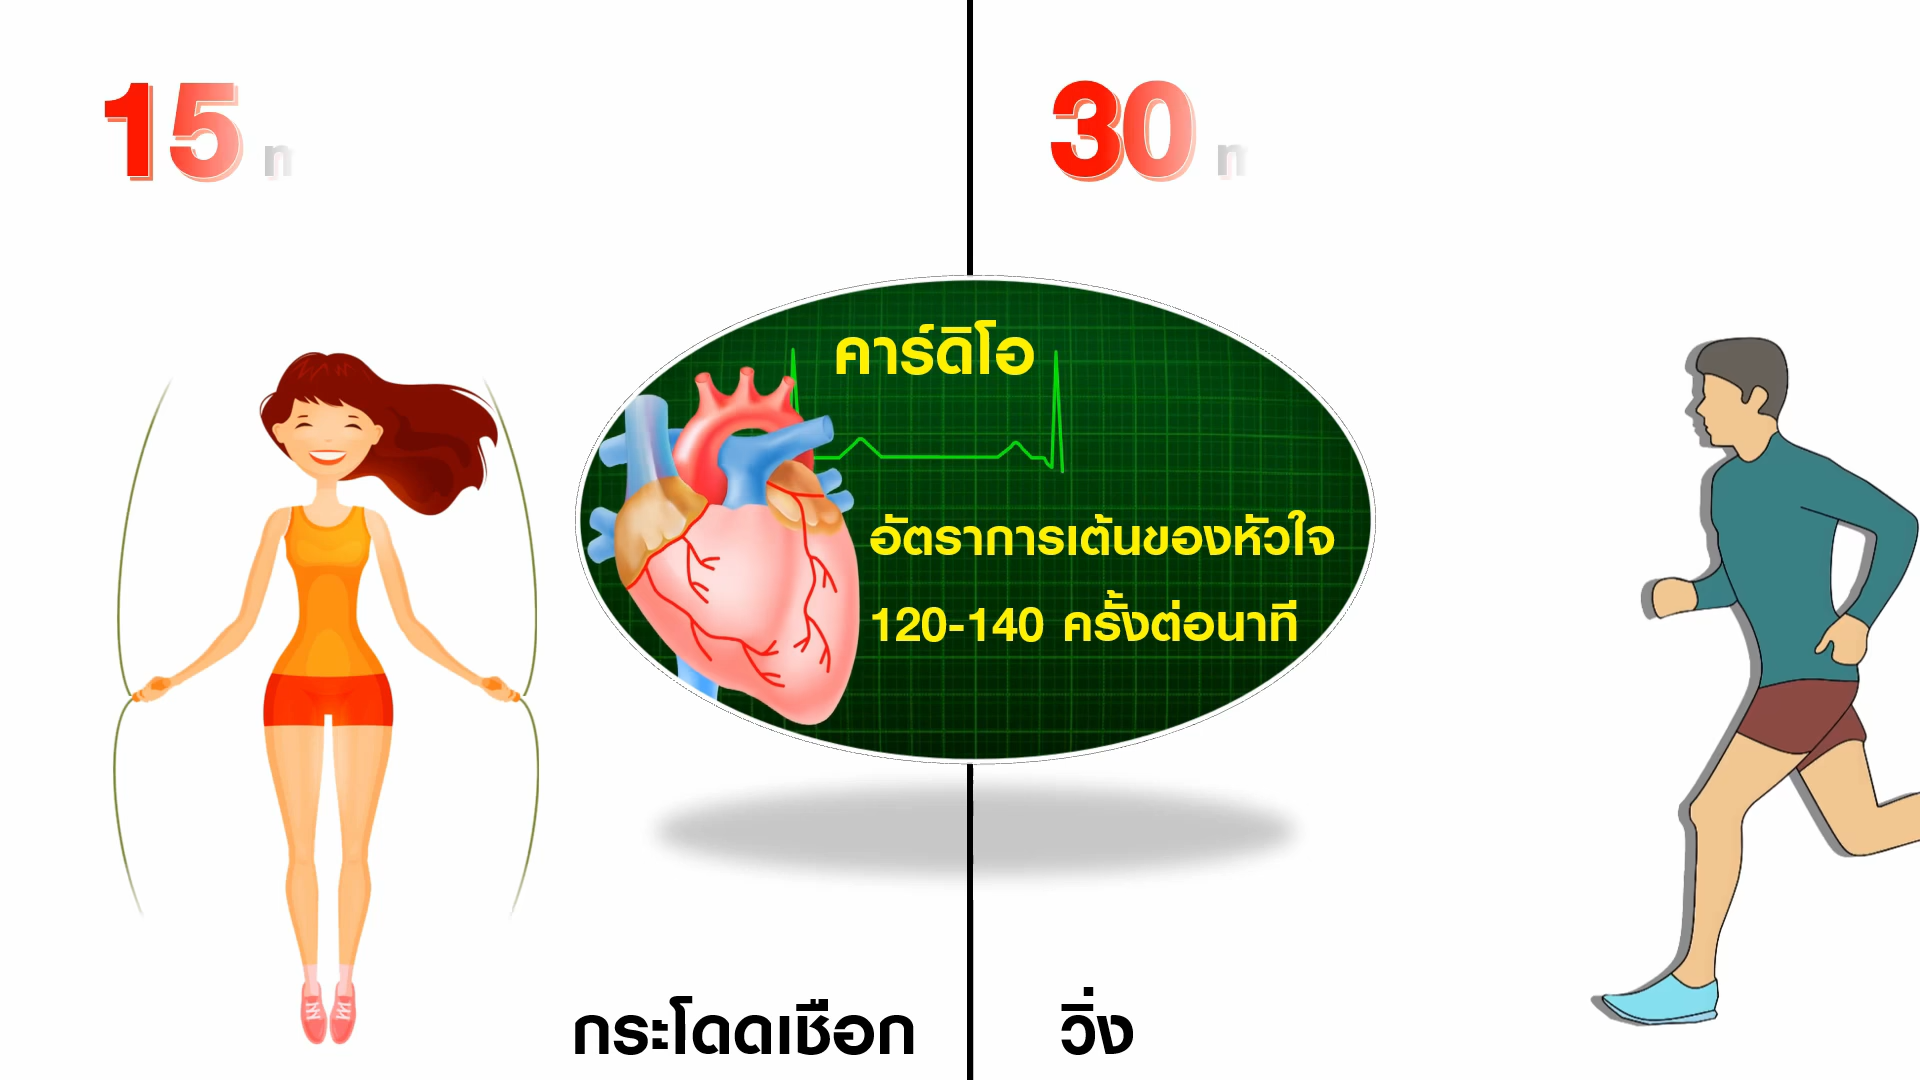 15
30
คาร์ดิโอ
อัตราการเต้นของหัวใจ
120-140 ครั้งต่อนาที
กระโดดเชือก
วิ่ง